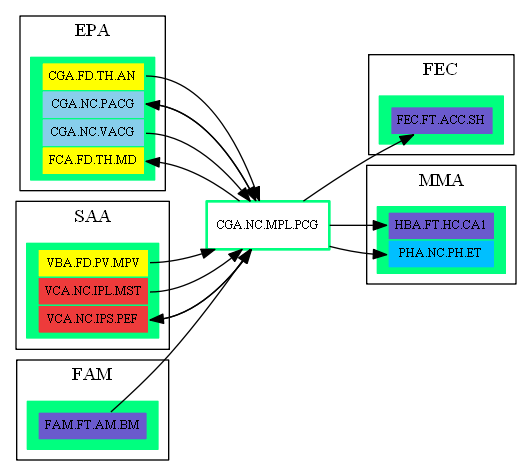 EPA
CGA.FD.TH.AN
CGA.NC.PACG
CGA.NC.VACG
FCA.FD.TH.MD
SAA
VBA.FD.PV.MPV
VCA.NC.IPL.MST
VCA.NC.IPS.PEF
FAM
FAM.FT.AM.BM
CGA.NC.MPL.PCG
FEC
FEC.FT.ACC.SH
MMA
HBA.FT.HC.CA1
PHA.NC.PH.ET